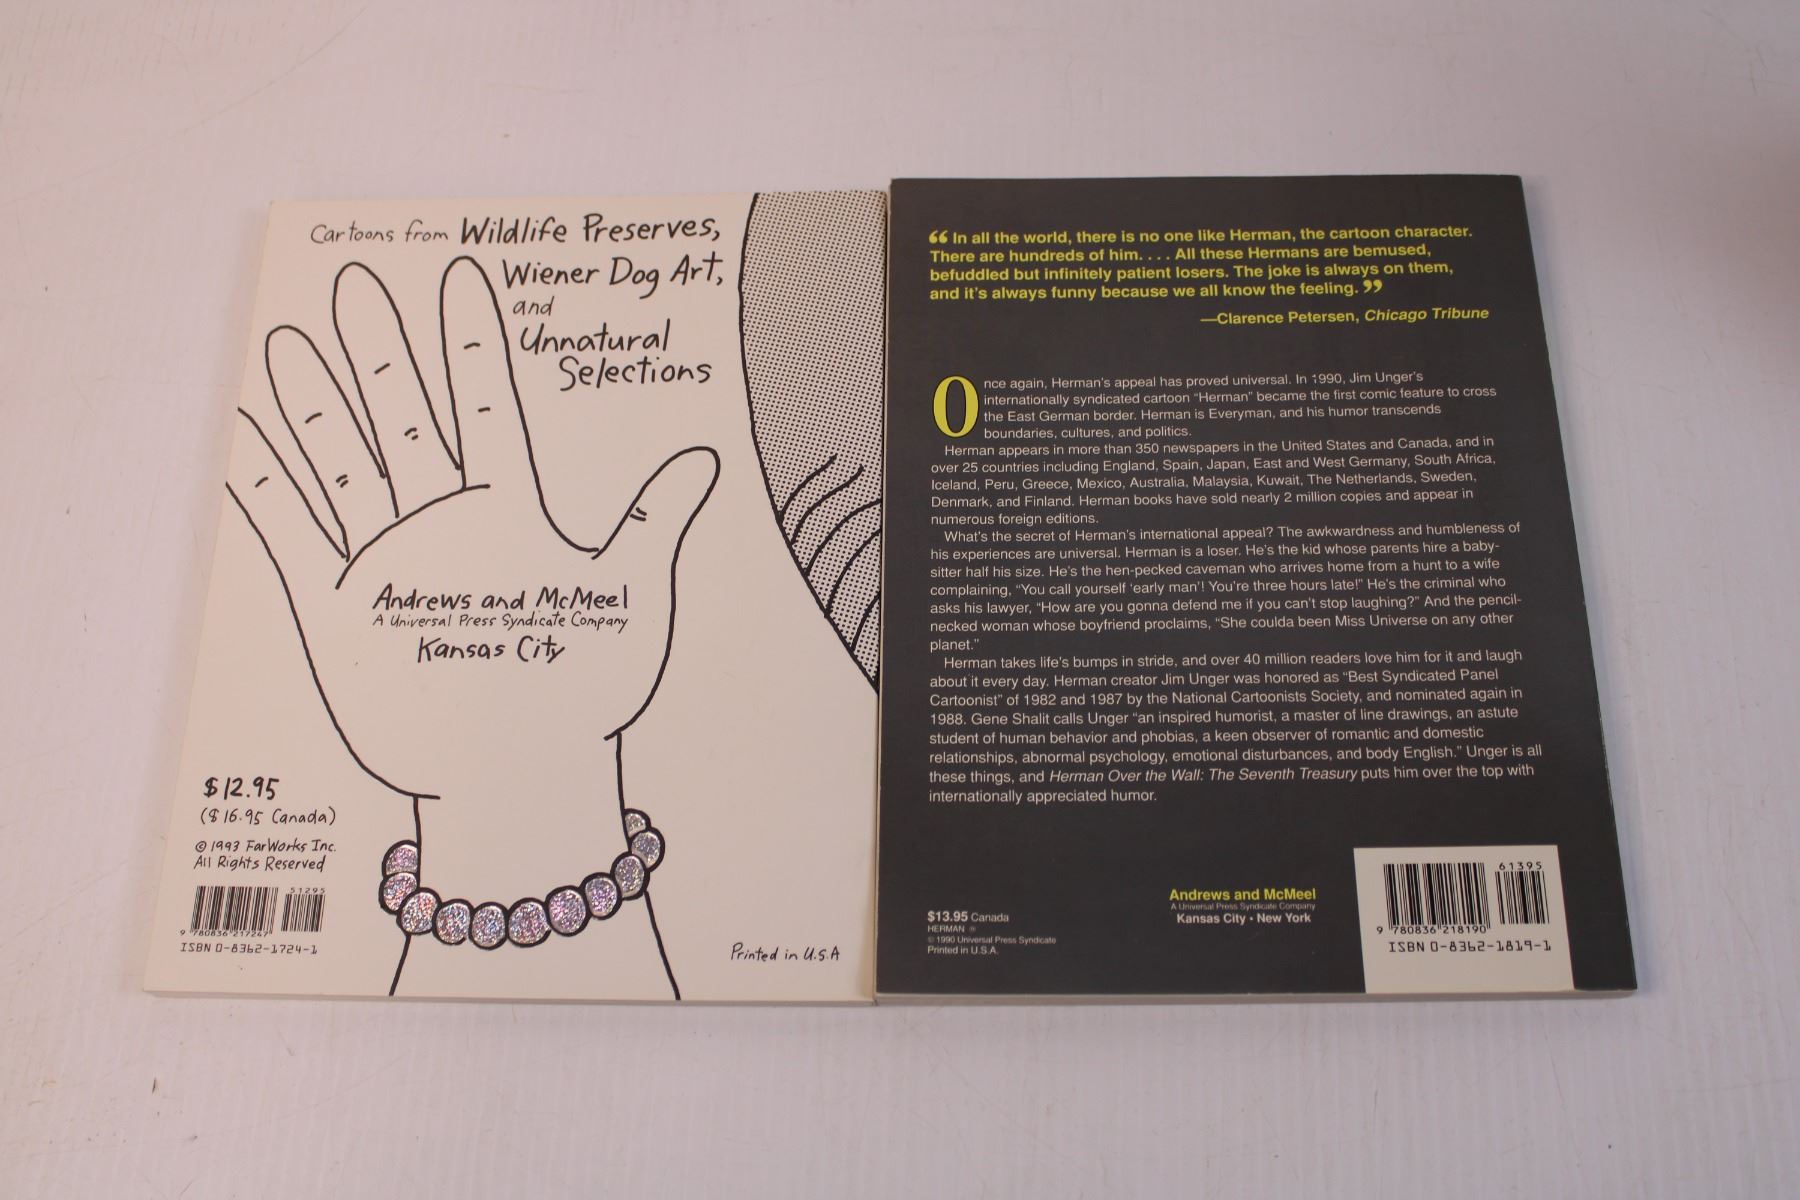 Cartoons from Wildlife Preserves,
Wiener Dog Art,
and
Unnatural
Selections
Andrews and McMeel
A Universal Press Syndicate Company
Kansas City
$12.95
($16.95 Canada)
© 1993 FarWorks Inc.
All Rights Reserved
51295
9 780836 217247
ISBN 0-8362-1724-1
Printed in U.S.A
“In all the world, there is no one like Herman, the cartoon character.
There are hundreds of him. . . . All these Hermans are bemused,
befuddled but infinitely patient losers. The joke is always on them,
and it's always funny because we all know the feeling.”
—Clarence Petersen, Chicago Tribune
Once again, Herman's appeal has proved universal. In 1990, Jim Unger's
internationally syndicated cartoon “Herman” became the first comic feature to cross
the East German border. Herman is Everyman, and his humor transcends
boundaries, cultures, and politics.
Herman appears in more than 350 newspapers in the United States and Canada, and in
over 25 countries including England, Spain, Japan, East and West Germany, South Africa,
Iceland, Peru, Greece, Mexico, Australia, Malaysia, Kuwait, The Netherlands, Sweden,
Denmark, and Finland. Herman books have sold nearly 2 million copies and appear in
numerous foreign editions.
What's the secret of Herman's international appeal? The awkwardness and humbleness of
his experiences are universal. Herman is a loser. He's the kid whose parents hire a baby-
sitter half his size. He's the hen-pecked caveman who arrives home from a hunt to a wife
complaining, “You call yourself ‘early man’! You're three hours late!” He's the criminal who
asks his lawyer, “How are you gonna defend me if you can't stop laughing?” And the pencil-
necked woman whose boyfriend proclaims, “She coulda been Miss Universe on any other
planet.”
Herman takes life's bumps in stride, and over 40 million readers love him for it and laugh
about it every day. Herman creator Jim Unger was honored as “Best Syndicated Panel
Cartoonist” of 1982 and 1987 by the National Cartoonists Society, and nominated again in
1988. Gene Shalit calls Unger “an inspired humorist, a master of line drawings, an astute
student of human behavior and phobias, a keen observer of romantic and domestic
relationships, abnormal psychology, emotional disturbances, and body English.” Unger is all
these things, and Herman Over the Wall: The Seventh Treasury puts him over the top with
internationally appreciated humor.
Andrews and McMeel
A Universal Press Syndicate Company
Kansas City • New York
$13.95 Canada
HERMAN ®
© 1990 Universal Press Syndicate
Printed in U.S.A.
61395
9 780836 218190
ISBN 0-8362-1819-1